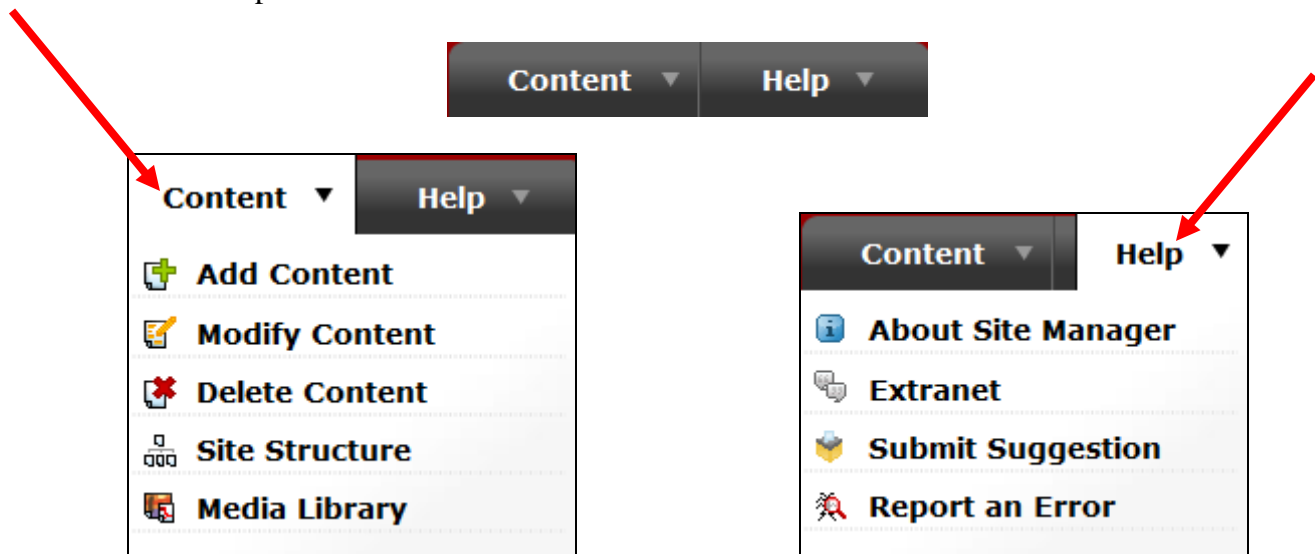 Content ▼ Help ▼
Content ▼ Help ▼
Add Content
Modify Content
Delete Content
Site Structure
Media Library
Content ▼ Help ▼
About Site Manager
Extranet
Submit Suggestion
Report an Error